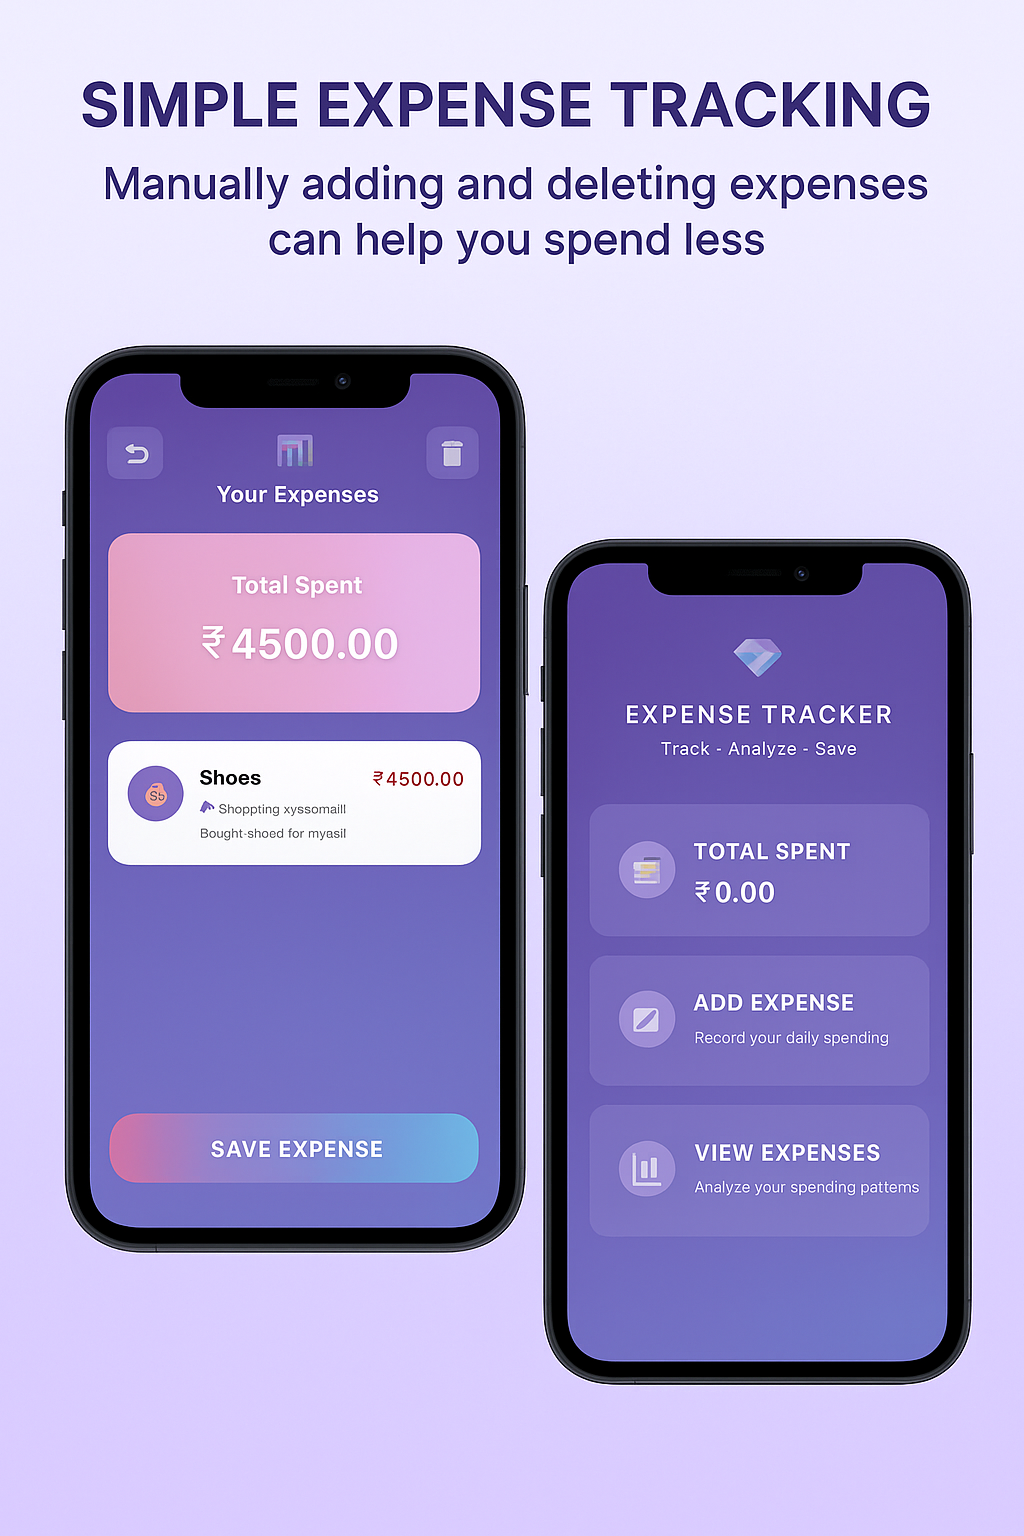 SIMPLE EXPENSE TRACKING
Manually adding and deleting expenses
can help you spend less
Your Expenses
Total Spent
₹4500.00
Shoes
₹4500.00
Shoppting xyssomaill
Bought-shoed for myasil
SAVE EXPENSE
EXPENSE TRACKER
Track - Analyze - Save
TOTAL SPENT
₹0.00
ADD EXPENSE
Record your daily spending
VIEW EXPENSES
Analyze your spending pattems